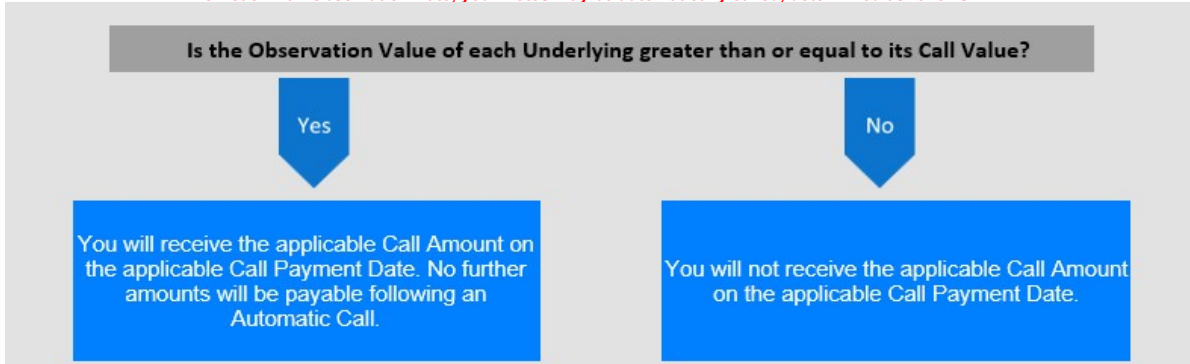 Is the Observation Value of each Underlying greater than or equal to its Call Value?
Yes
No
You will receive the applicable Call Amount on
the applicable Call Payment Date. No further
amounts will be payable following an
Automatic Call.
You will not receive the applicable Call Amount
on the applicable Call Payment Date.